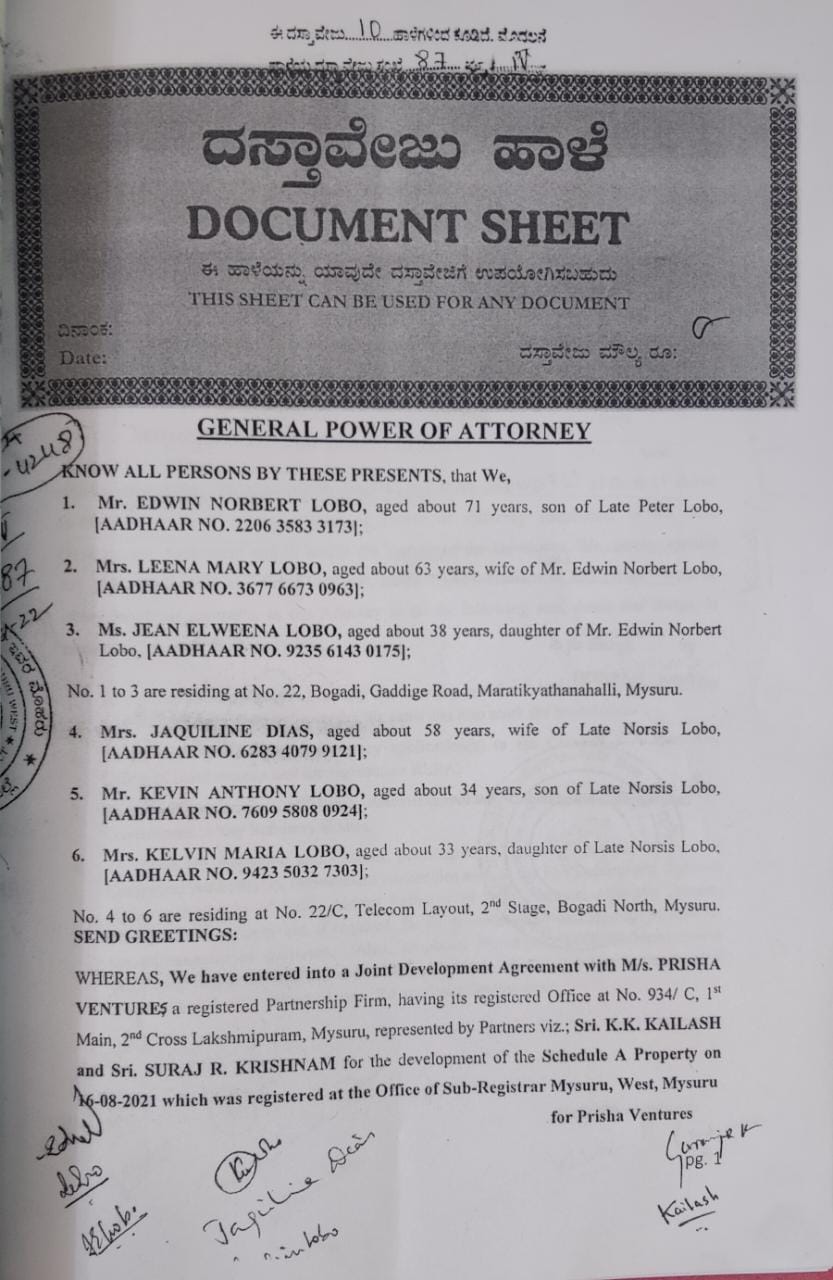 ಈ ದಸ್ತಾವೇಜು.....10.....ಹಾಳೆಗಳಿಂದ ಕೂಡಿದೆ. ಮೊದಲನೆ
87
ದಸ್ತಾವೇಜು ಹಾಳೆ
DOCUMENT SHEET
ಈ ಹಾಳೆಯನ್ನು ಯಾವುದೇ ದಸ್ತಾವೇಜಿಗೆ ಉಪಯೋಗಿಸಬಹುದು
THIS SHEET CAN BE USED FOR ANY DOCUMENT
ದಿನಾಂಕ:
Date:
ದಸ್ತಾವೇಜು ಮೌಲ್ಯ ರೂ:
GENERAL POWER OF ATTORNEY
4248
KNOW ALL PERSONS BY THESE PRESENTS, that We,
1. Mr. EDWIN NORBERT LOBO, aged about 71 years, son of Late Peter Lobo,
[AADHAAR NO. 2206 3583 3173];
87
2. Mrs. LEENA MARY LOBO, aged about 63 years, wife of Mr. Edwin Norbert Lobo,
[AADHAAR NO. 3677 6673 0963];
3. Ms. JEAN ELWEENA LOBO, aged about 38 years, daughter of Mr. Edwin Norbert
Lobo, [AADHAAR NO. 9235 6143 0175];
No. 1 to 3 are residing at No. 22, Bogadi, Gaddige Road, Maratikyathanahalli, Mysuru.
4. Mrs. JAQUILINE DIAS, aged about 58 years, wife of Late Norsis Lobo,
[AADHAAR NO. 6283 4079 9121];
5. Mr. KEVIN ANTHONY LOBO, aged about 34 years, son of Late Norsis Lobo,
[AADHAAR NO. 7609 5808 0924];
6. Mrs. KELVIN MARIA LOBO, aged about 33 years, daughter of Late Norsis Lobo,
[AADHAAR NO. 9423 5032 7303];
No. 4 to 6 are residing at No. 22/C, Telecom Layout, 2nd Stage, Bogadi North, Mysuru.
SEND GREETINGS:
WHEREAS, We have entered into a Joint Development Agreement with M/s. PRISHA
VENTURES a registered Partnership Firm, having its registered Office at No. 934/ C, 1st
Main, 2nd Cross Lakshmipuram, Mysuru, represented by Partners viz.; Sri. K.K. KAILASH
and Sri. SURAJ R. KRISHNAM for the development of the Schedule A Property on
16-08-2021 which was registered at the Office of Sub-Registrar Mysuru, West, Mysuru
for Prisha Ventures
pg. 1
Jaquiline Dias
Kailash